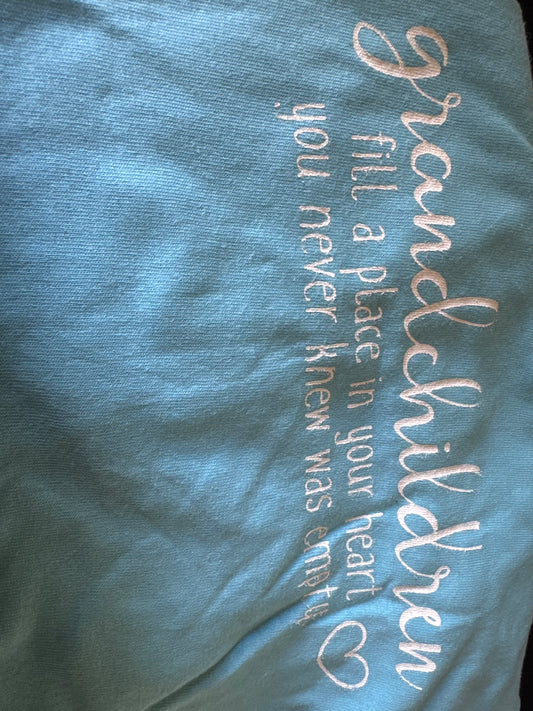 grandchildren
fill a place in your heart
you never knew was empty